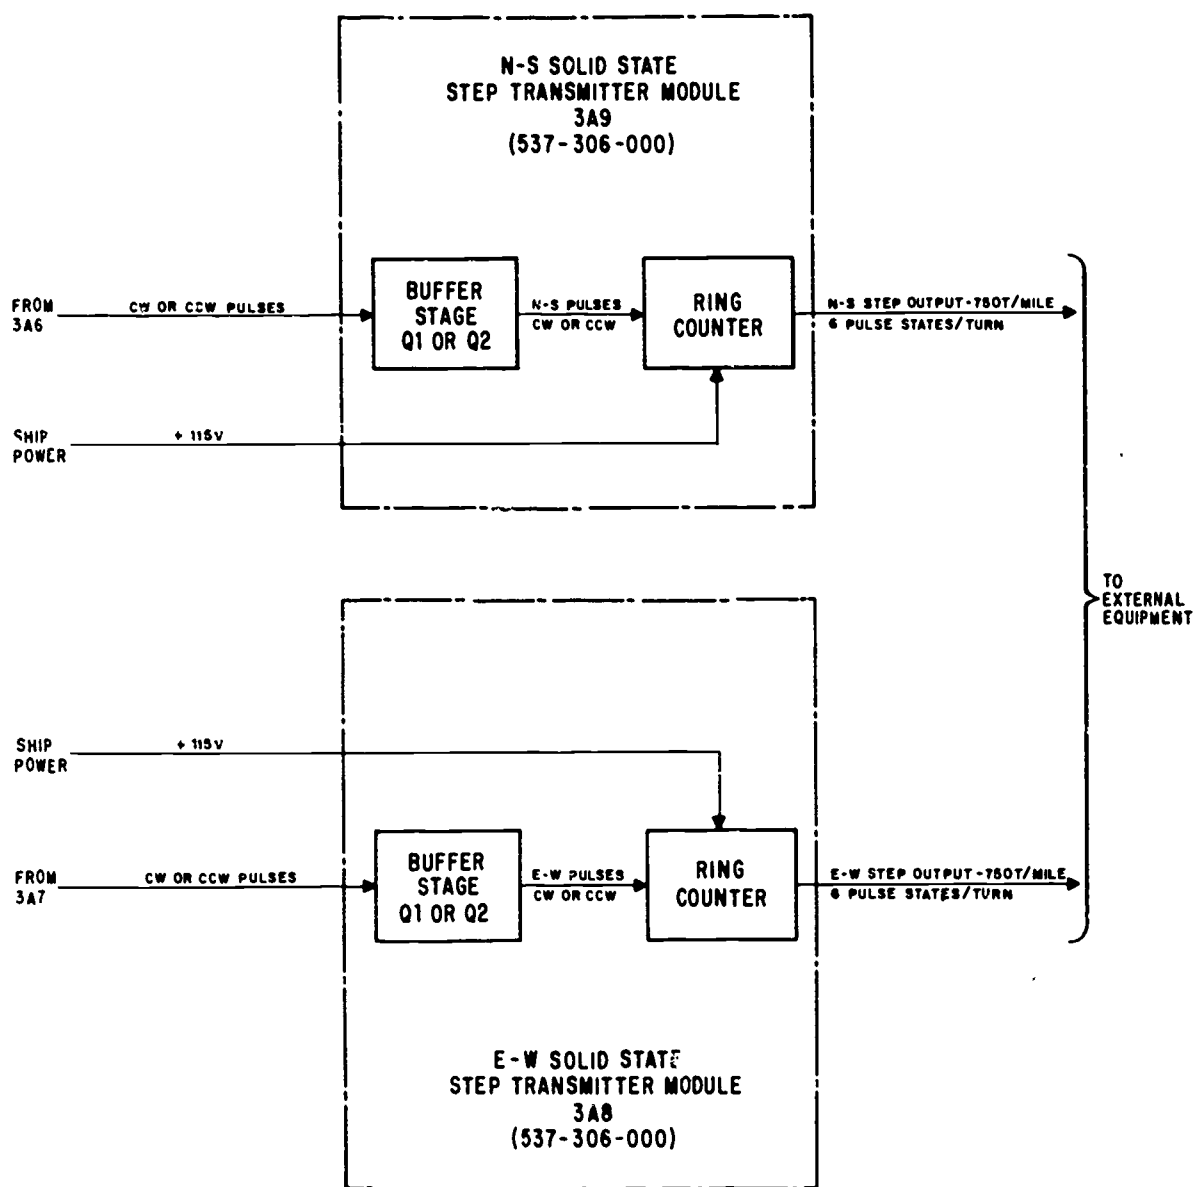 N-S SOLID STATE
STEP TRANSMITTER MODULE
3A9
(537-306-000)
FROM
3A6
CW OR CCW PULSES
BUFFER
STAGE
Q1 OR Q2
N-S PULSES
CW OR CCW
RING
COUNTER
N-S STEP OUTPUT-750T/MILE
6 PULSE STATES/TURN
SHIP
POWER
+ 115V
TO
EXTERNAL
EQUIPMENT
SHIP
POWER
+ 115V
FROM
3A7
CW OR CCW PULSES
BUFFER
STAGE
Q1 OR Q2
E-W PULSES
CW OR CCW
RING
COUNTER
E-W STEP OUTPUT-750T/MILE
6 PULSE STATES/TURN
E-W SOLID STATE
STEP TRANSMITTER MODULE
3A8
(537-306-000)